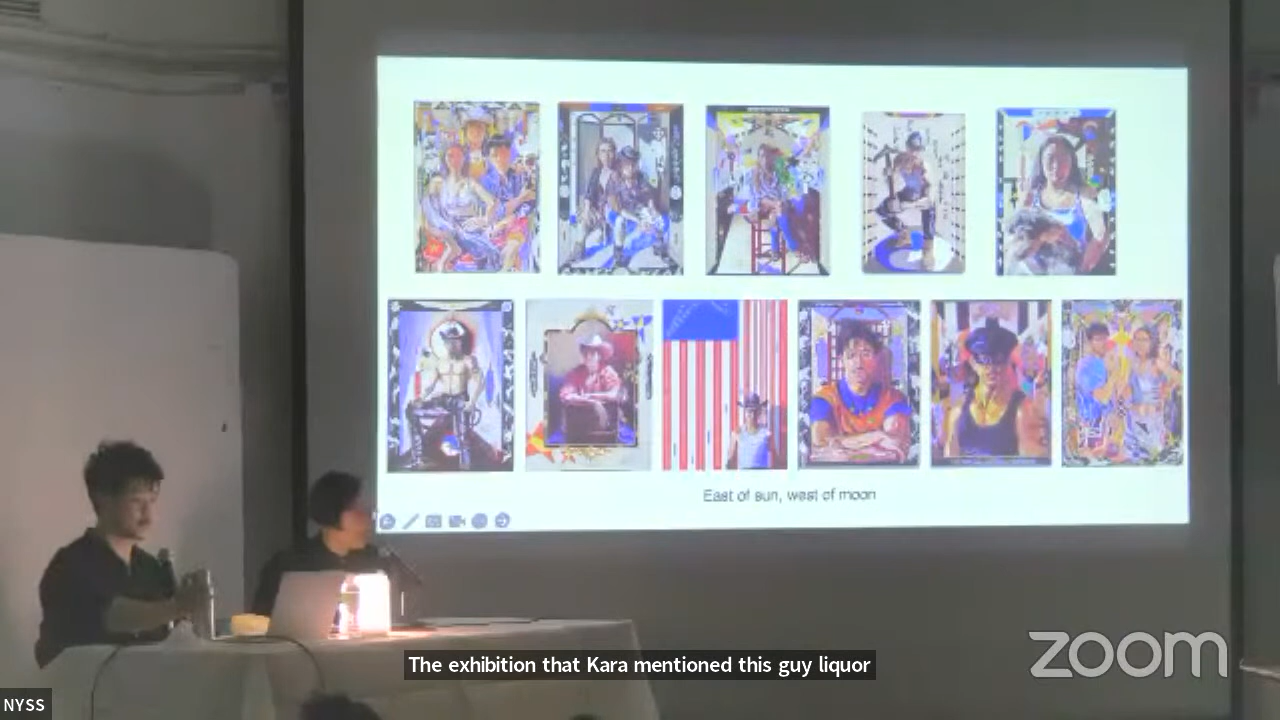 East of sun, west of moon
The exhibition that Kara mentioned this guy liquor
zoom
NYSS